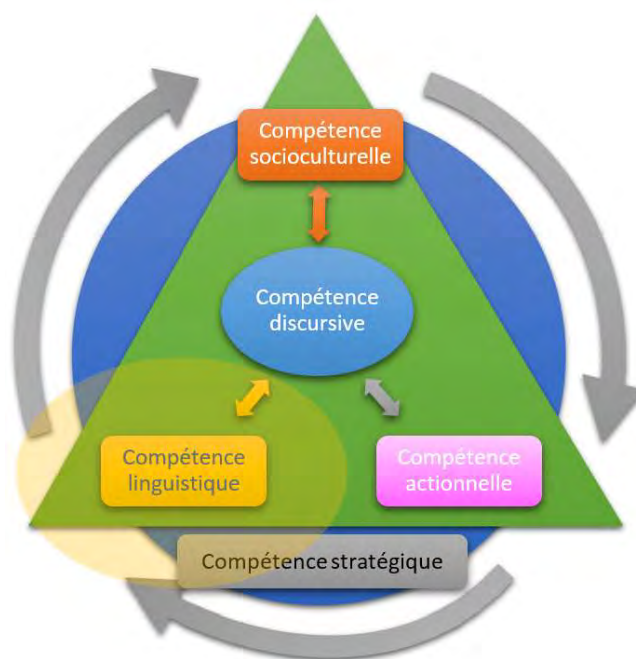 Compétence
socioculturelle
Compétence
discursive
Compétence
linguistique
Compétence
actionnelle
Compétence stratégique